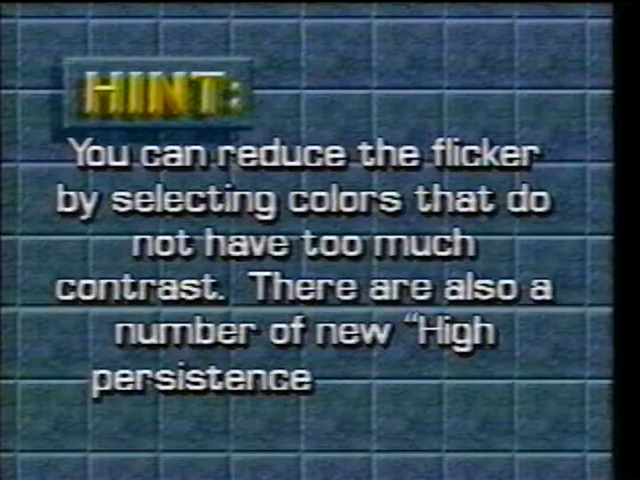 HINT:
You can reduce the flicker
by selecting colors that do
not have too much
contrast.  There are also a
number of new “High
persistence